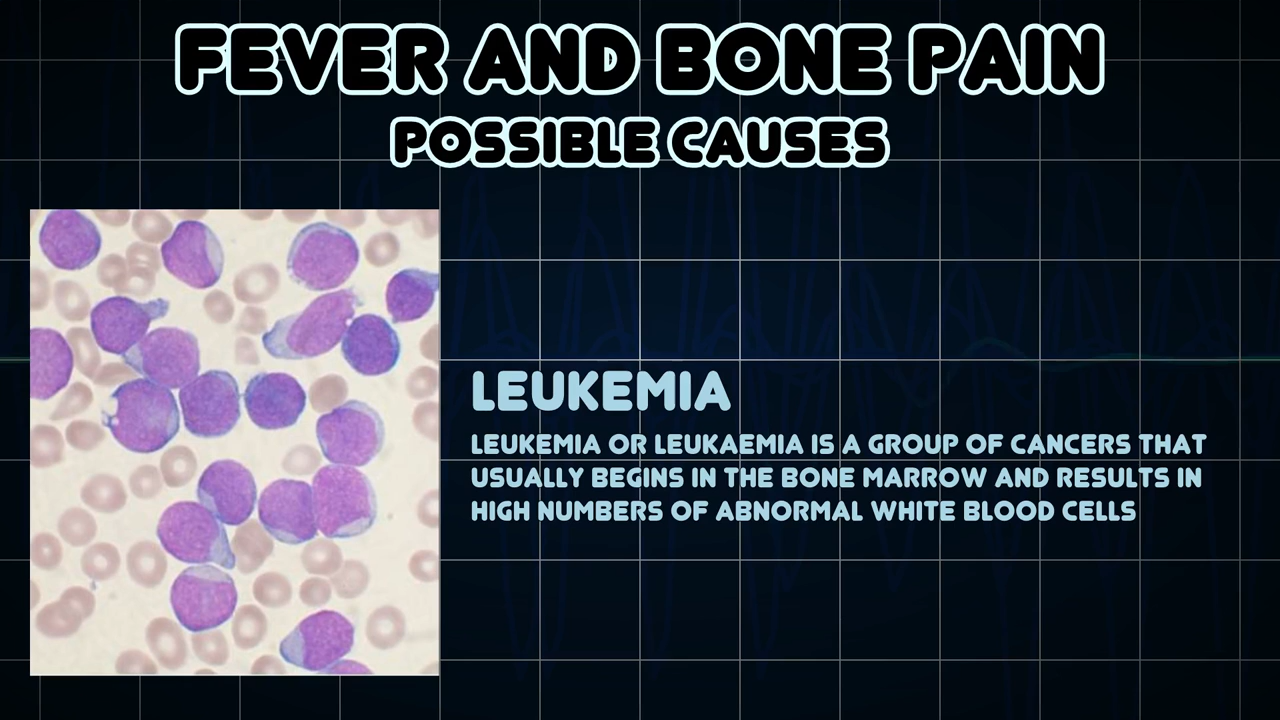 FEVER AND BONE PAIN
POSSIBLE CAUSES
LEUKEMIA
LEUKEMIA OR LEUKAEMIA IS A GROUP OF CANCERS THAT
USUALLY BEGINS IN THE BONE MARROW AND RESULTS IN
HIGH NUMBERS OF ABNORMAL WHITE BLOOD CELLS